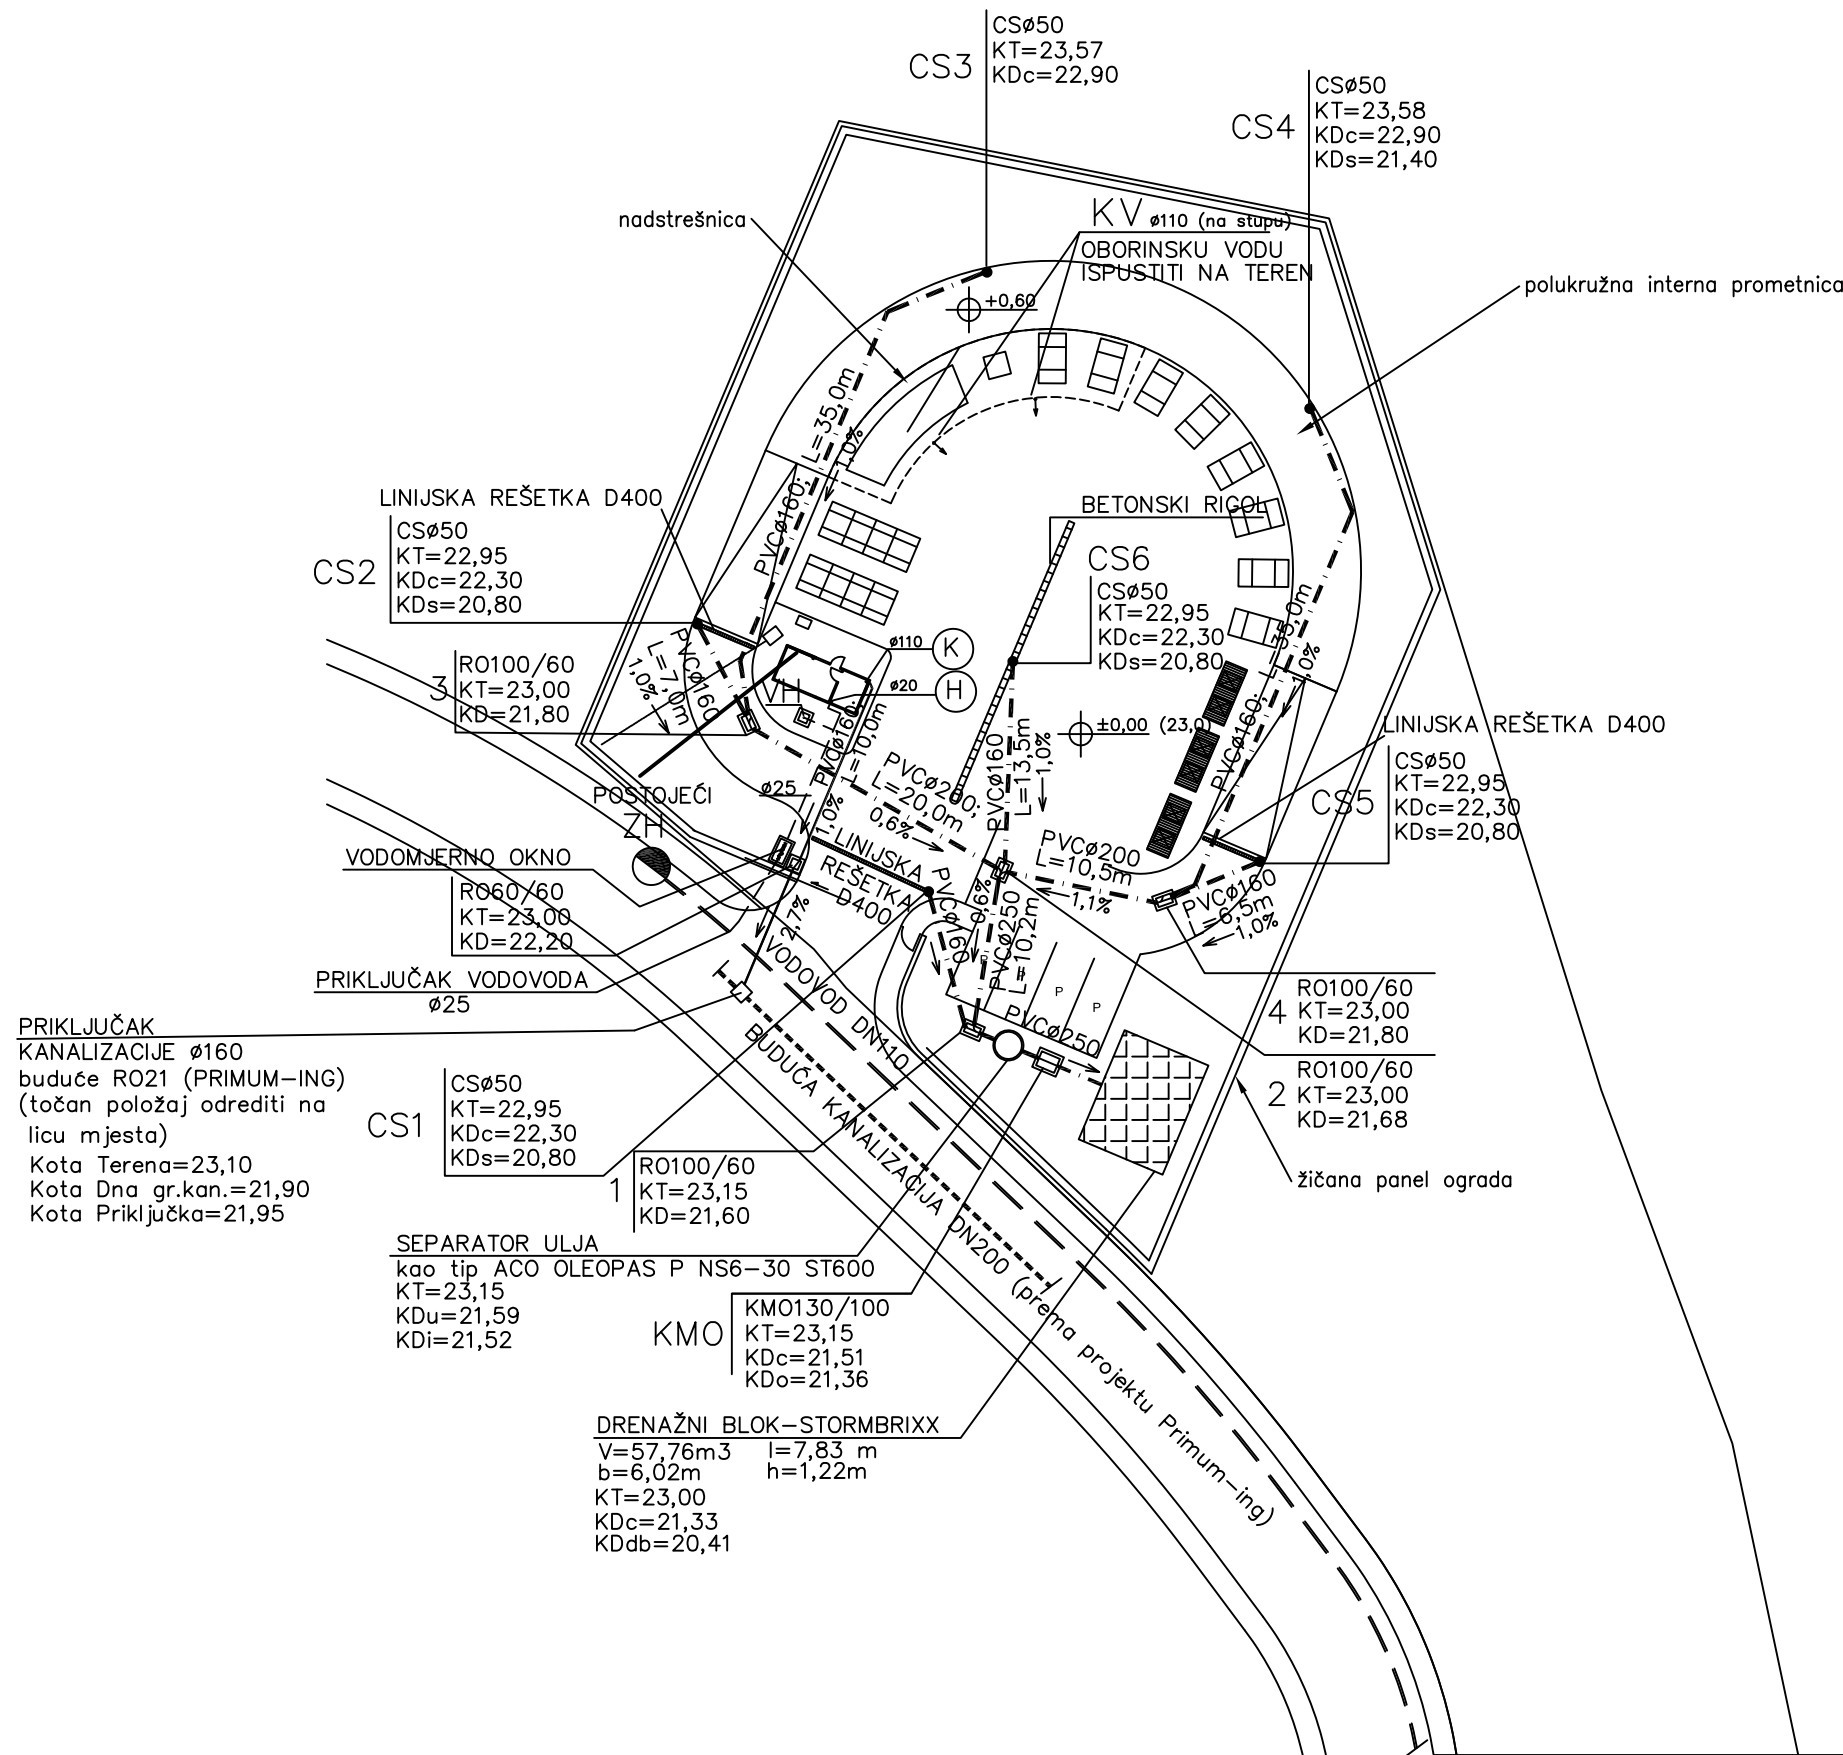 CSø50
KT=23,57
KDc=22,90
CS3
CSø50
KT=23,58
KDc=22,90
KDs=21,40
CS4
nadstrešnica
KV ø110 (na stupu)
OBORINSKU VODU
ISPUSTITI NA TEREN
+0,60
polukružna interna prometnica
PVCø160; L=35,0m
1,0%
LINIJSKA REŠETKA D400
CSø50
KT=22,95
KDc=22,30
KDs=20,80
CS2
BETONSKI RIGOL
CS6
CSø50
KT=22,95
KDc=22,30
KDs=20,80
3
RO100/60
KT=23,00
KD=21,80
PVCø160
L=7,0m
1,0%
ø110
K
ø20
H
VH
PVCø160;
L=35,0m
1,0%
±0,00 (23,0)
LINIJSKA REŠETKA D400
CSø50
KT=22,95
KDc=22,30
KDs=20,80
CS5
PVCø160;
L=10,0m
1,0%
PVCø200;
L=20,0m
0,6%
PVCø160
L=13,5m
1,0%
POSTOJEĆI
ZH
ø25
VODOMJERNO OKNO
LINIJSKA
REŠETKA
D400
PVCø200
L=10,5m
1,1%
PVCø160
L=6,5m
1,0%
RO60/60
KT=23,00
KD=22,20
2,7%
PVCø160
0,6%
PVCø250
L=10,2m
P
P
P
P
PRIKLJUČAK VODOVODA
ø25
VODOVOD DN110
RO100/60
KT=23,00
KD=21,80
4
PRIKLJUČAK
KANALIZACIJE ø160
buduće RO21 (PRIMUM-ING)
(točan položaj odrediti na
licu mjesta)
Kota Terena=23,10
Kota Dna gr.kan.=21,90
Kota Priključka=21,95
PVCø250
RO100/60
KT=23,00
KD=21,68
2
CSø50
KT=22,95
KDc=22,30
KDs=20,80
CS1
BUDUĆA KANALIZACIJA DN200 (prema projektu Primum-ing)
1
RO100/60
KT=23,15
KD=21,60
žičana panel ograda
SEPARATOR ULJA
kao tip ACO OLEOPAS P NS6-30 ST600
KT=23,15
KDu=21,59
KDi=21,52
KMO
KMO130/100
KT=23,15
KDc=21,51
KDo=21,36
DRENAŽNI BLOK-STORMBRIXX
V=57,76m3 l=7,83 m
b=6,02m h=1,22m
KT=23,00
KDc=21,33
KDdb=20,41